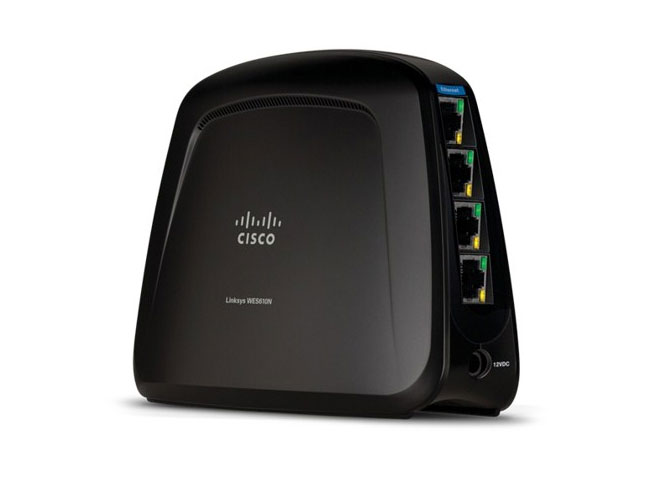 Ethernet
CISCO
Linksys WES610N
12VDC